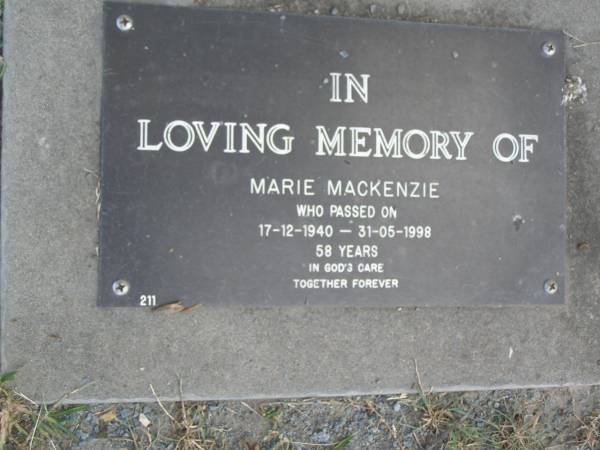 IN
LOVING MEMORY OF
MARIE MACKENZIE
WHO PASSED ON
17-12-1940 — 31-05-1998
58 YEARS
IN GOD'S CARE
TOGETHER FOREVER
211